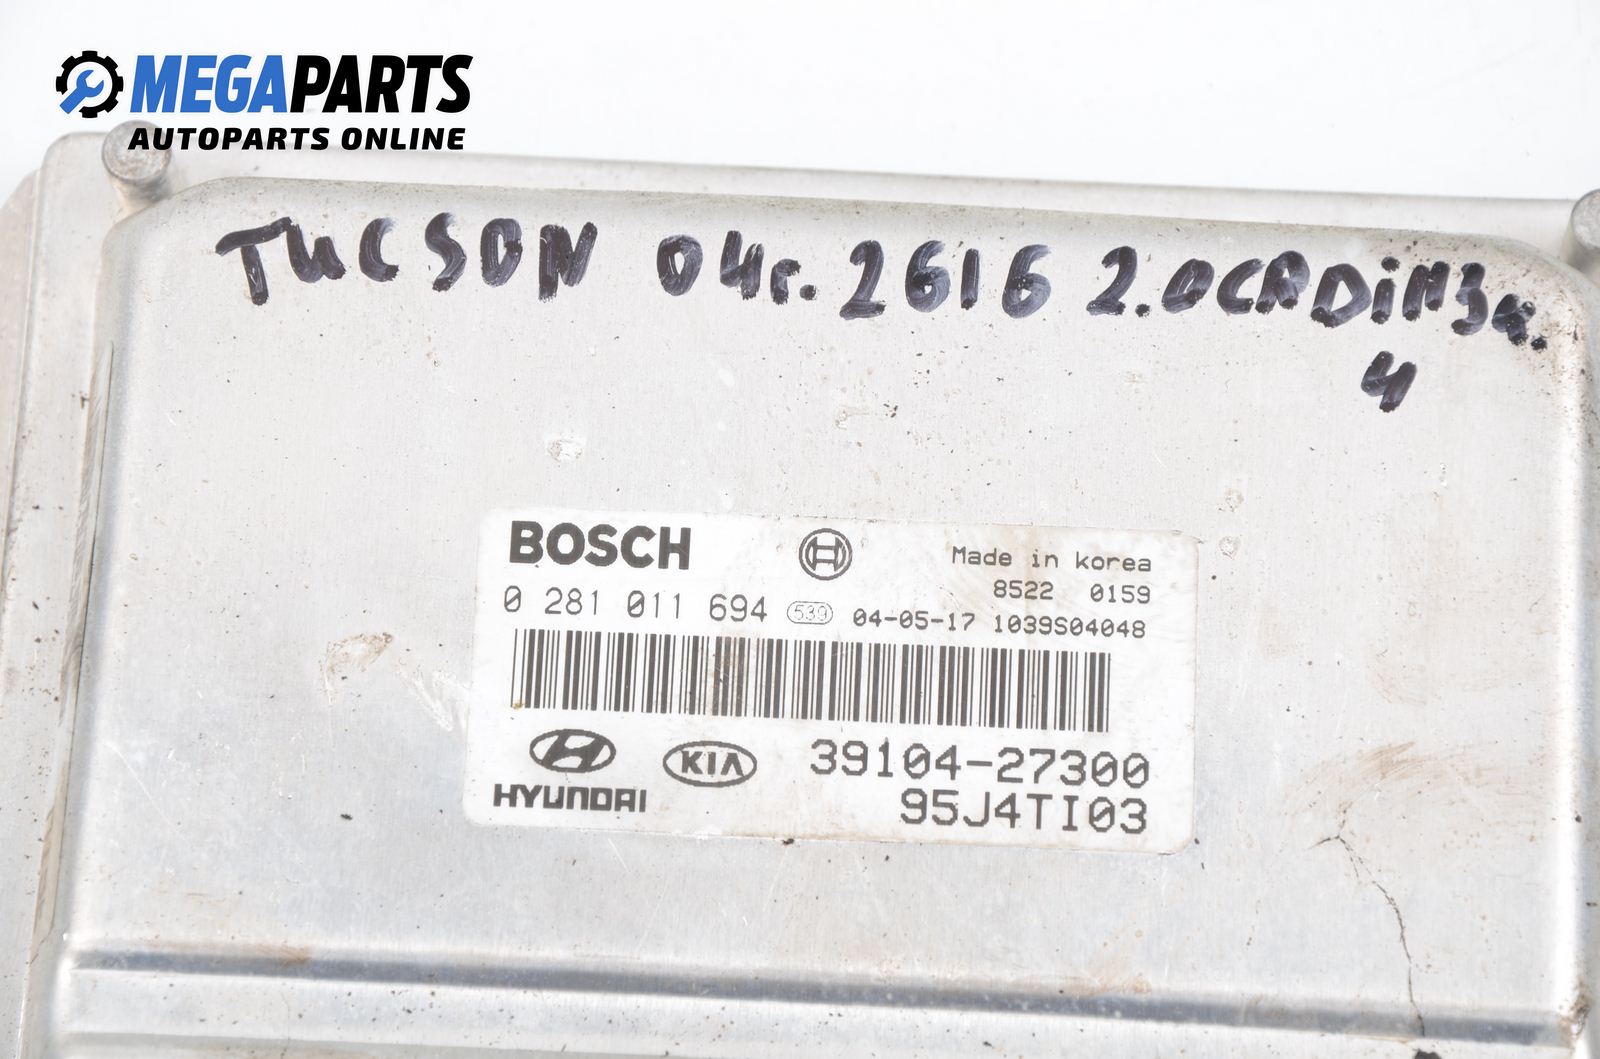 MEGAPARTS
AUTOPARTS ONLINE
TUCSON 04г. 2616 2.0CRDiНЗК.
4
BOSCH
Made in korea
8522 0159
0 281 011 694 539 04-05-17 1039S04048
HYUNDAI KIA 39104-27300
95J4TI03